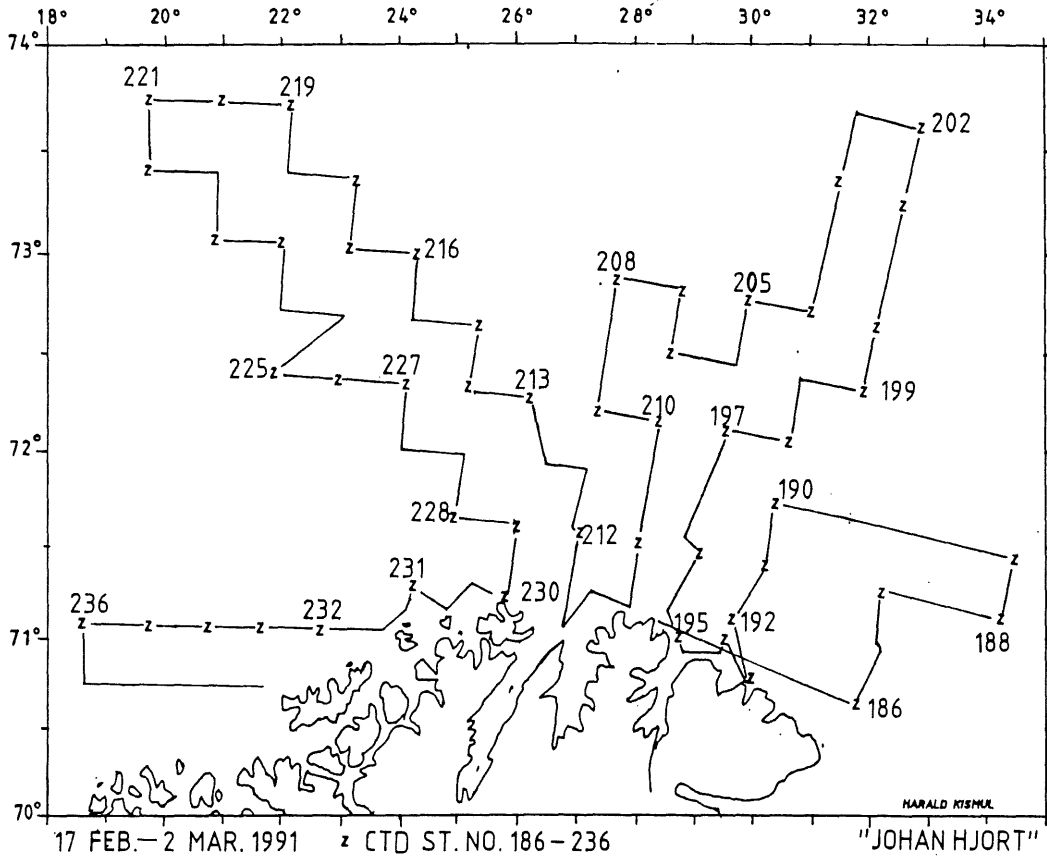 18° 20° 22° 24° 26° 28° 30° 32° 34°
74°
221 219
202
73°
216
208 205
225 227 213 199
210 197
72°
190
228 212
231 230
236 232 195 192
71° 188
186
70° HARALD KISMUL
17 FEB.—2 MAR. 1991 z CTD ST. NO. 186-236 "JOHAN HJORT"